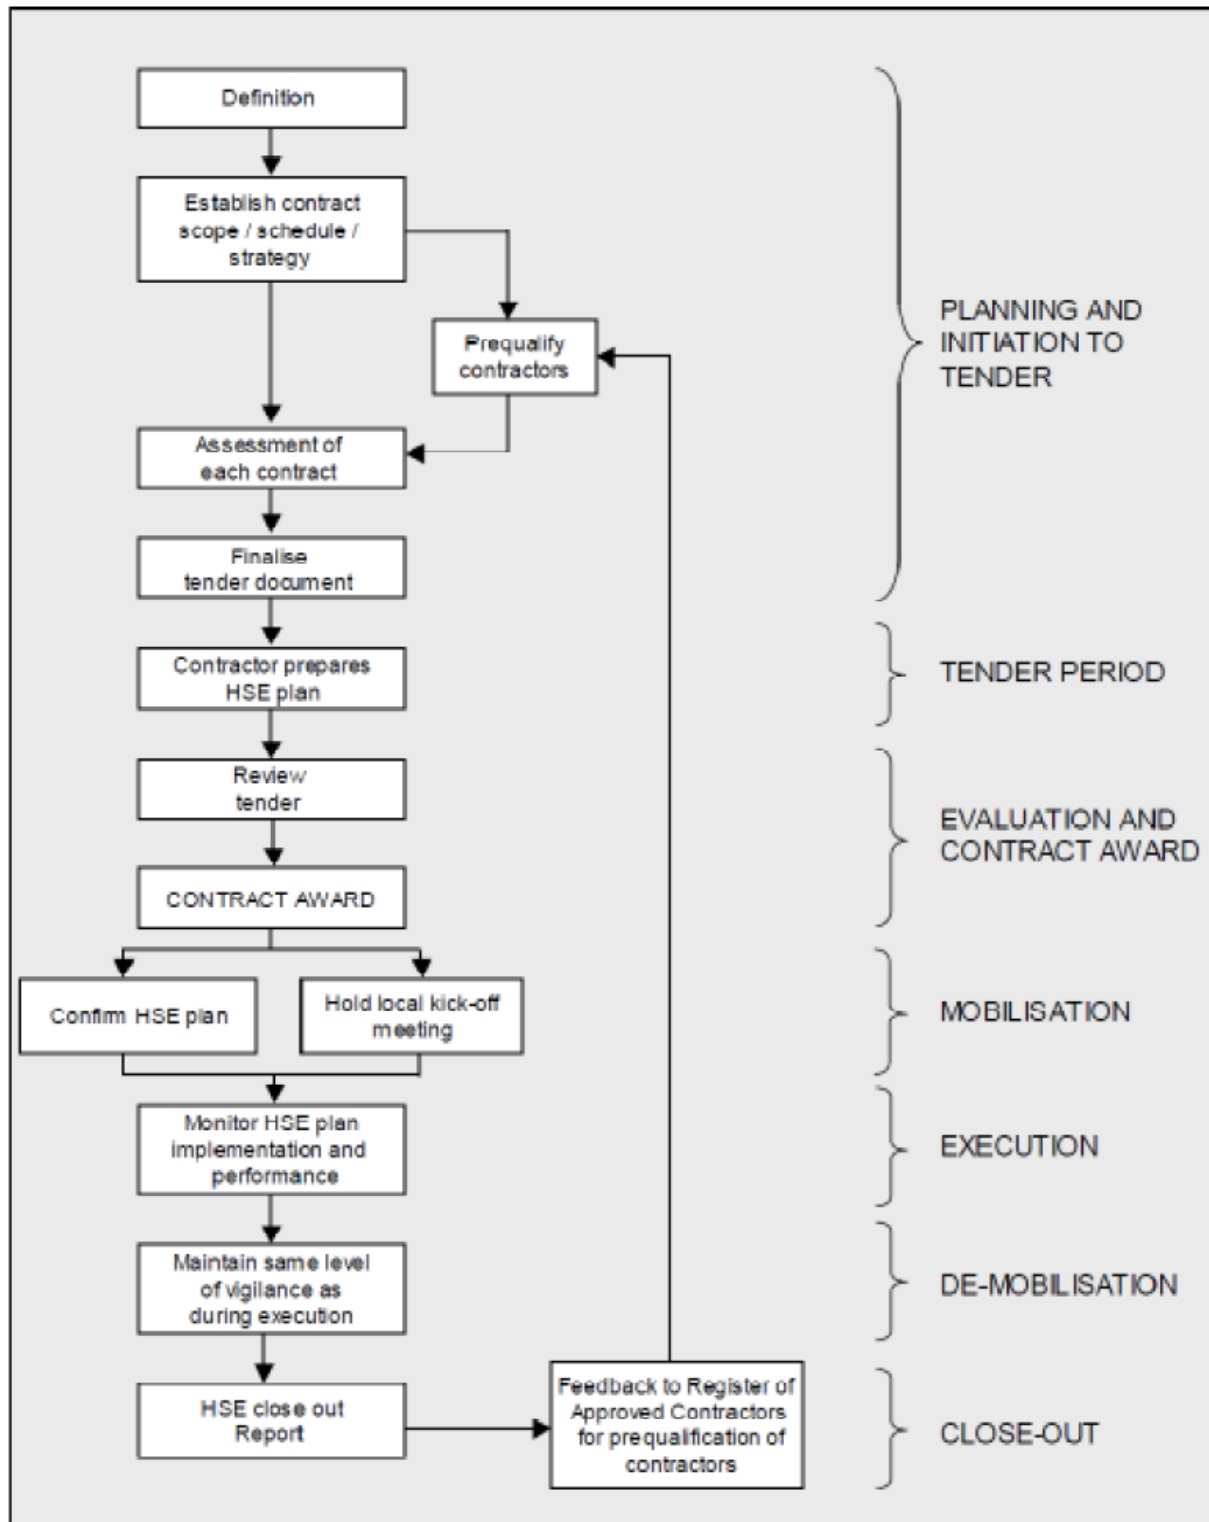 Definition
Establish contract
scope / schedule /
strategy
Prequalify
contractors
PLANNING AND
INITIATION TO
TENDER
Assessment of
each contract
Finalise
tender document
Contractor prepares
HSE plan
TENDER PERIOD
Review
tender
EVALUATION AND
CONTRACT AWARD
CONTRACT AWARD
Confirm HSE plan
Hold local kick-off
meeting
MOBILISATION
Monitor HSE plan
implementation and
performance
EXECUTION
Maintain same level
of vigilance as
during execution
DE-MOBILISATION
HSE close out
Report
Feedback to Register of
Approved Contractors
for prequalification of
contractors
CLOSE-OUT